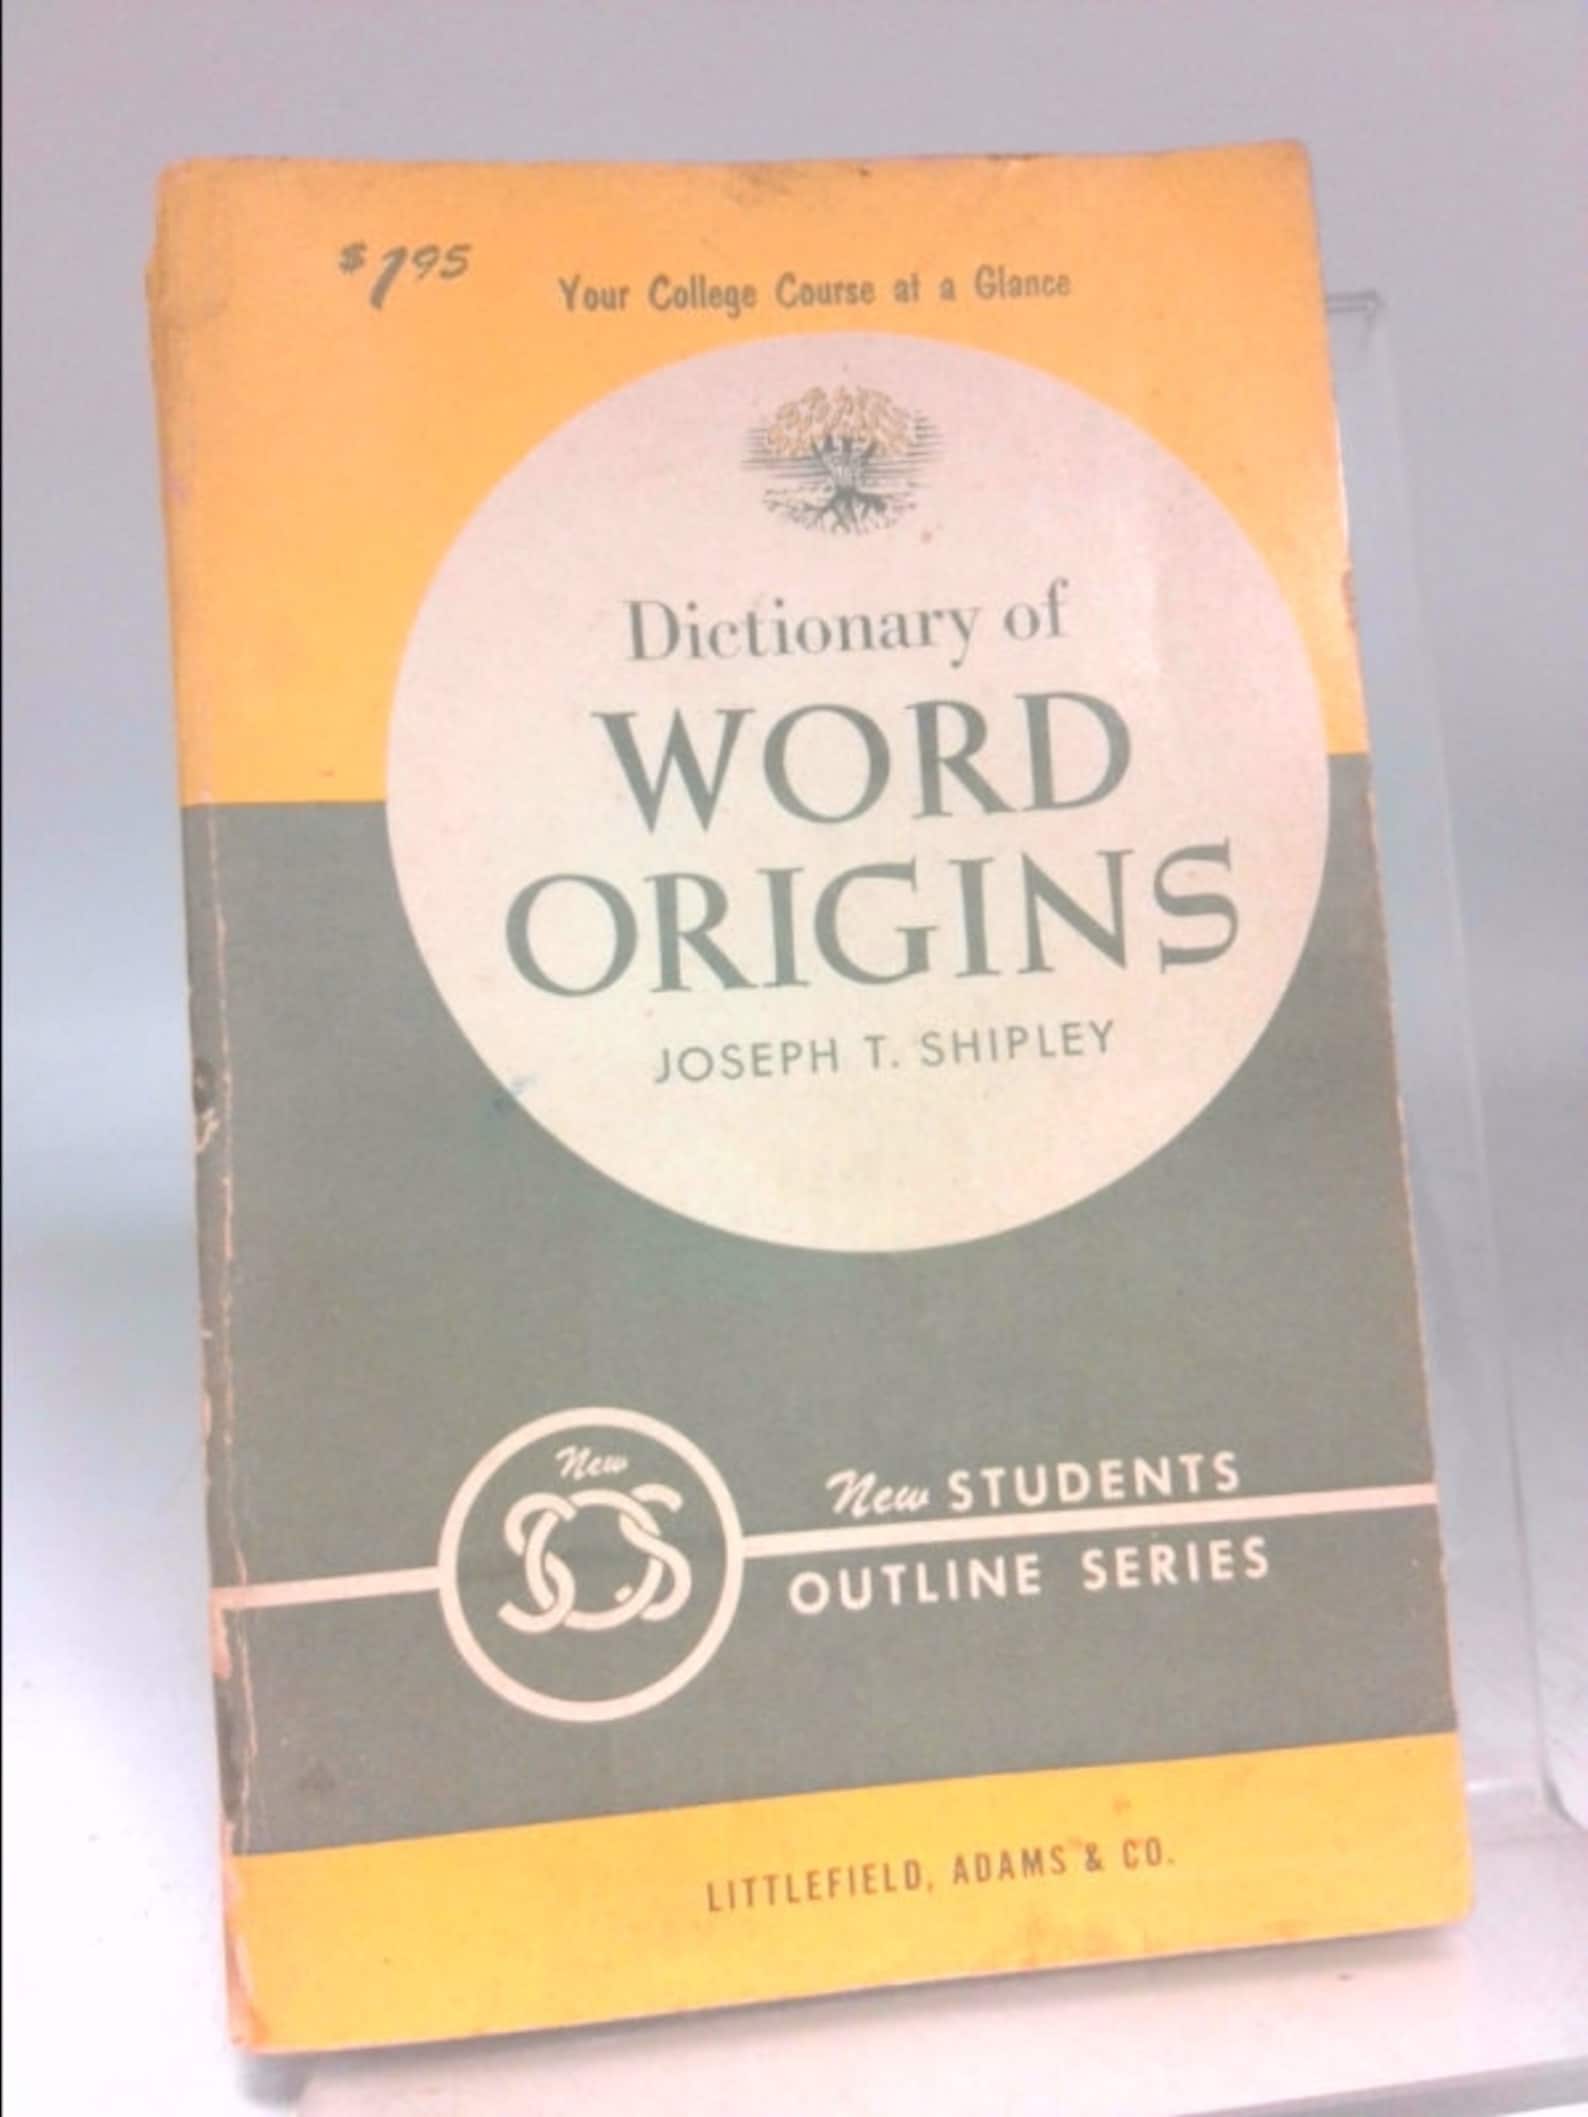 $1.95
Your College Course at a Glance
Dictionary of
WORD
ORIGINS
JOSEPH T. SHIPLEY
New
SOS
New STUDENTS
OUTLINE SERIES
LITTLEFIELD, ADAMS & CO.